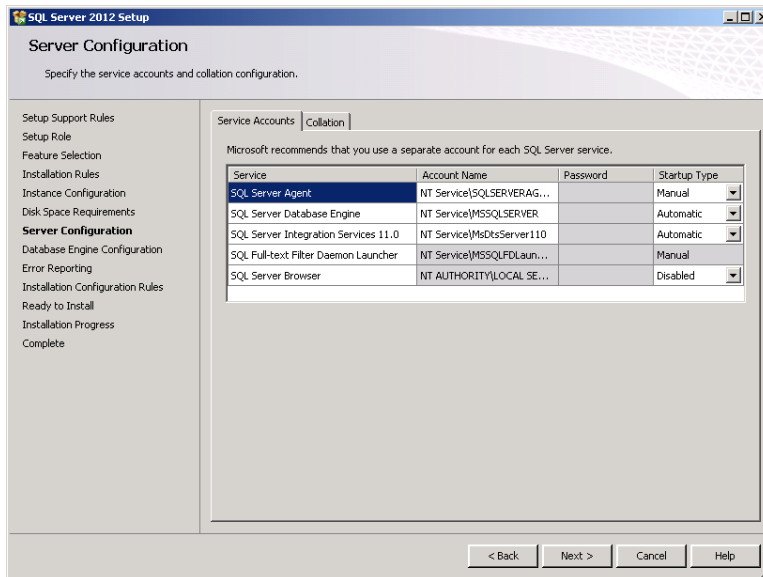 SQL Server 2012 Setup
Server Configuration
Specify the service accounts and collation configuration.
Setup Support Rules
Setup Role
Feature Selection
Installation Rules
Instance Configuration
Disk Space Requirements
Server Configuration
Database Engine Configuration
Error Reporting
Installation Configuration Rules
Ready to Install
Installation Progress
Complete
Service Accounts Collation
Microsoft recommends that you use a separate account for each SQL Server service.
Service Account Name Password Startup Type
SQL Server Agent NT Service\SQLSERVERAG... Manual
SQL Server Database Engine NT Service\MSSQLSERVER Automatic
SQL Server Integration Services 11.0 NT Service\MsDtsServer110 Automatic
SQL Full-text Filter Daemon Launcher NT Service\MSSQLFDLaun... Manual
SQL Server Browser NT AUTHORITY\LOCAL SE... Disabled
< Back Next > Cancel Help